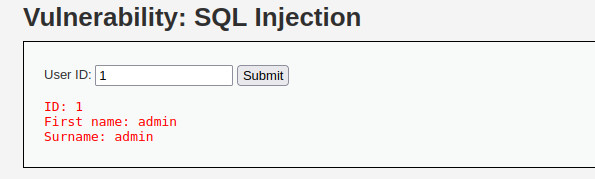 Vulnerability: SQL Injection
User ID: 1 Submit
ID: 1
First name: admin
Surname: admin